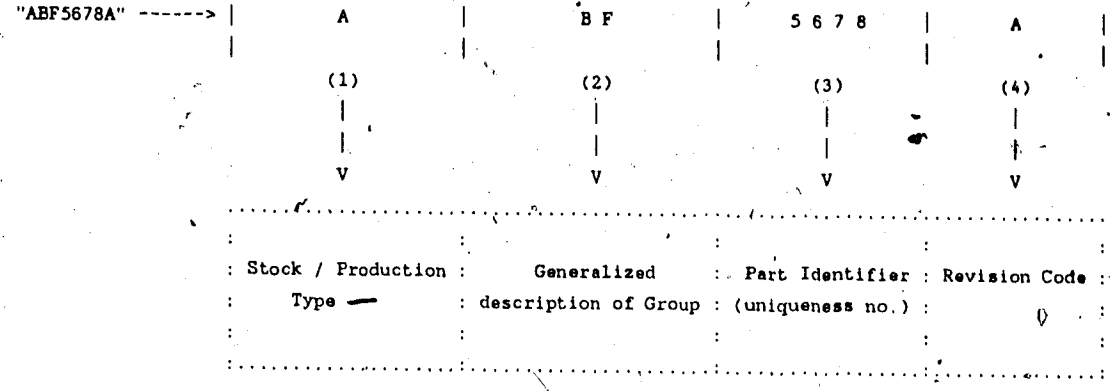 "ABF5678A" ------> | A | B F | 5 6 7 8 | A |
| | | | |
(1) (2) (3) (4)
| | | |
| | | |
V V V V
: Stock / Production : Generalized : Part Identifier : Revision Code :
: Type : description of Group : (uniqueness no.) : :